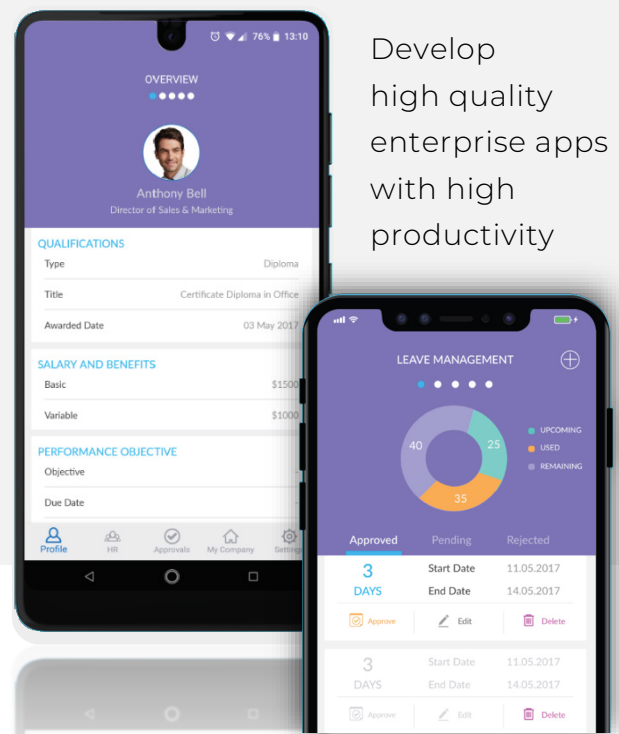 76% 13:10
OVERVIEW
Anthony Bell
Director of Sales & Marketing
QUALIFICATIONS
Type Diploma
Title Certificate Diploma in Office
Awarded Date 03 May 2017
SALARY AND BENEFITS
Basic $1500
Variable $1000
PERFORMANCE OBJECTIVE
Objective
Due Date
Profile HR Approvals My Company Settings
Develop
high quality
enterprise apps
with high
productivity
LEAVE MANAGEMENT
40 25 35
UPCOMING
USED
REMAINING
Approved Pending Rejected
3 Start Date 11.05.2017
DAYS End Date 14.05.2017
Approve Edit Delete
3 Start Date 11.05.2017
DAYS End Date 14.05.2017
Approve Edit Delete